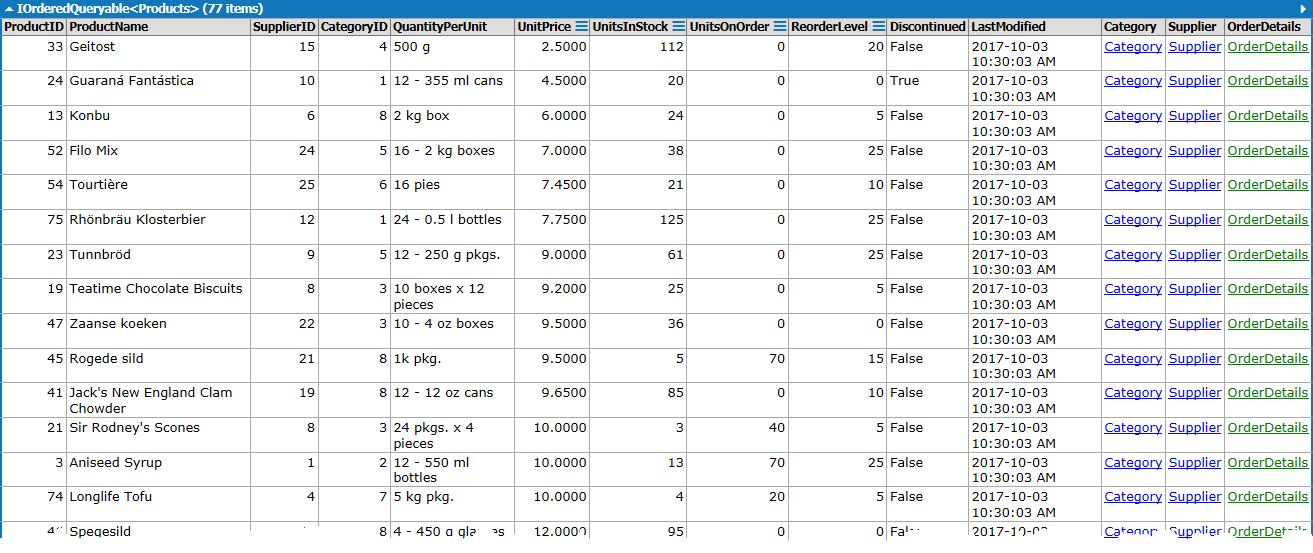 IOrderedQueryable<Products> (77 items)
ProductID ProductName SupplierID CategoryID QuantityPerUnit UnitPrice UnitsInStock UnitsOnOrder ReorderLevel Discontinued LastModified Category Supplier OrderDetails
33 Geitost 15 4 500 g 2.5000 112 0 20 False 2017-10-03 Category Supplier OrderDetails
10:30:03 AM
24 Guaraná Fantástica 10 1 12 - 355 ml cans 4.5000 20 0 0 True 2017-10-03 Category Supplier OrderDetails
10:30:03 AM
13 Konbu 6 8 2 kg box 6.0000 24 0 5 False 2017-10-03 Category Supplier OrderDetails
10:30:03 AM
52 Filo Mix 24 5 16 - 2 kg boxes 7.0000 38 0 25 False 2017-10-03 Category Supplier OrderDetails
10:30:03 AM
54 Tourtière 25 6 16 pies 7.4500 21 0 10 False 2017-10-03 Category Supplier OrderDetails
10:30:03 AM
75 Rhönbräu Klosterbier 12 1 24 - 0.5 l bottles 7.7500 125 0 25 False 2017-10-03 Category Supplier OrderDetails
10:30:03 AM
23 Tunnbröd 9 5 12 - 250 g pkgs. 9.0000 61 0 25 False 2017-10-03 Category Supplier OrderDetails
10:30:03 AM
19 Teatime Chocolate Biscuits 8 3 10 boxes x 12 9.2000 25 0 5 False 2017-10-03 Category Supplier OrderDetails
pieces 10:30:03 AM
47 Zaanse koeken 22 3 10 - 4 oz boxes 9.5000 36 0 0 False 2017-10-03 Category Supplier OrderDetails
10:30:03 AM
45 Rogede sild 21 8 1k pkg. 9.5000 5 70 15 False 2017-10-03 Category Supplier OrderDetails
10:30:03 AM
41 Jack's New England Clam 19 8 12 - 12 oz cans 9.6500 85 0 10 False 2017-10-03 Category Supplier OrderDetails
Chowder 10:30:03 AM
21 Sir Rodney's Scones 8 3 24 pkgs. x 4 10.0000 3 40 5 False 2017-10-03 Category Supplier OrderDetails
pieces 10:30:03 AM
3 Aniseed Syrup 1 2 12 - 550 ml 10.0000 13 70 25 False 2017-10-03 Category Supplier OrderDetails
bottles 10:30:03 AM
74 Longlife Tofu 4 7 5 kg pkg. 10.0000 4 20 5 False 2017-10-03 Category Supplier OrderDetails
10:30:03 AM
Spegesild 8 4 - 450 g 12.0000 95 0 0 Category Supplier OrderDetails